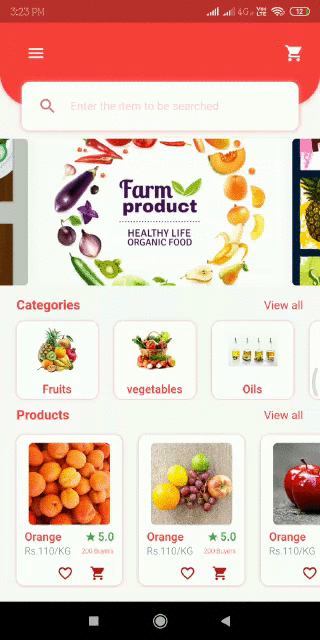 3:23 PM 4G Vo) LTE 12
Enter the item to be searched
Farm
product
HEALTHY LIFE
ORGANIC FOOD
Categories View all
Fruits vegetables Oils
Products View all
Orange ★ 5.0 Orange ★ 5.0 Orange
Rs.110/KG 200 Buyers Rs.110/KG 200 Buyers Rs.110/K